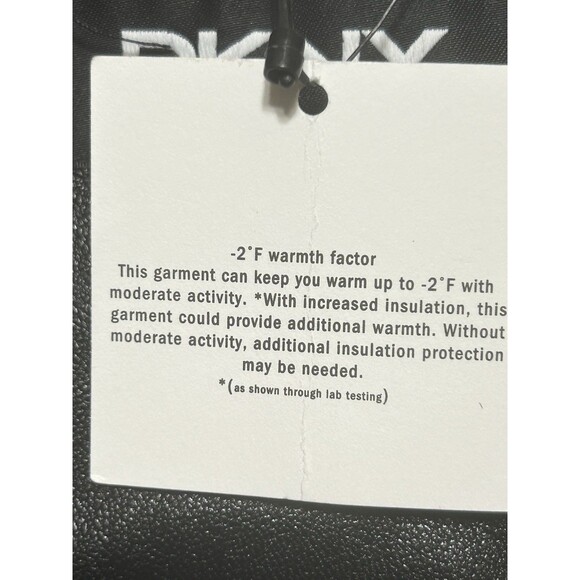 DKNY
-2°F warmth factor
This garment can keep you warm up to -2°F with
moderate activity. *With increased insulation, this
garment could provide additional warmth. Without
moderate activity, additional insulation protection
may be needed.
*(as shown through lab testing)